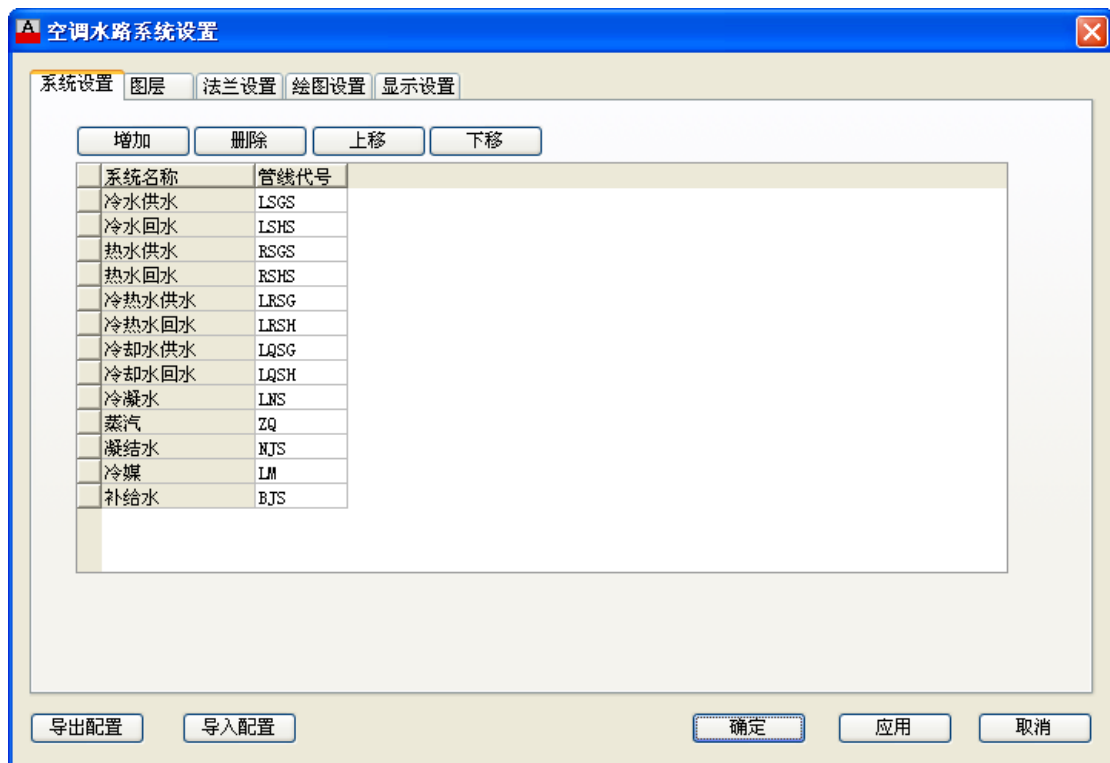 空调水路系统设置
系统设置 图层 法兰设置 绘图设置 显示设置
增加 删除 上移 下移
系统名称 管线代号
冷水供水 LSGS
冷水回水 LSHS
热水供水 RSGS
热水回水 RSHS
冷热水供水 LRSG
冷热水回水 LRSH
冷却水供水 LQSG
冷却水回水 LQSH
冷凝水 LNS
蒸汽 ZQ
凝结水 NJS
冷媒 LM
补给水 BJS
导出配置 导入配置 确定 应用 取消